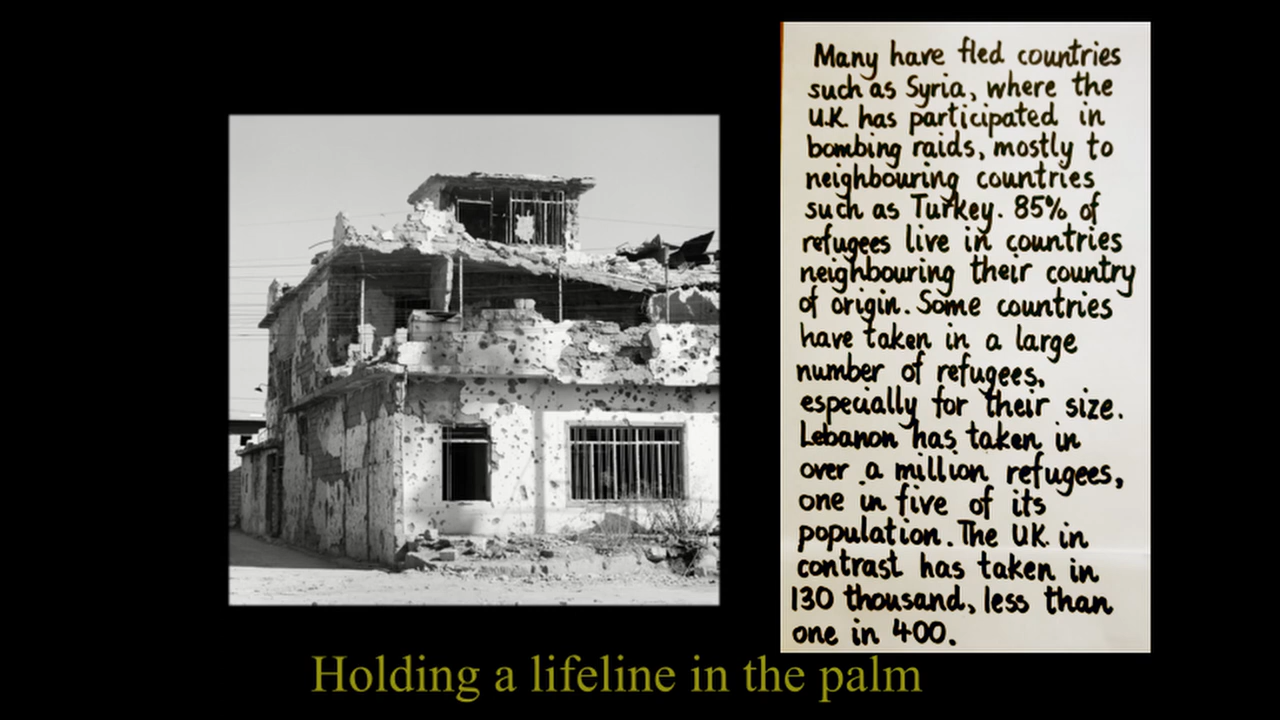 Many have fled countries
such as Syria, where the
U.K. has participated in
bombing raids, mostly to
neighbouring countries
such as Turkey. 85% of
refugees live in countries
neighbouring their country
of origin. Some countries
have taken in a large
number of refugees,
especially for their size.
Lebanon has taken in
over a million refugees,
one in five of its
population. The UK in
contrast has taken in
130 thousand, less than
one in 400.
Holding a lifeline in the palm